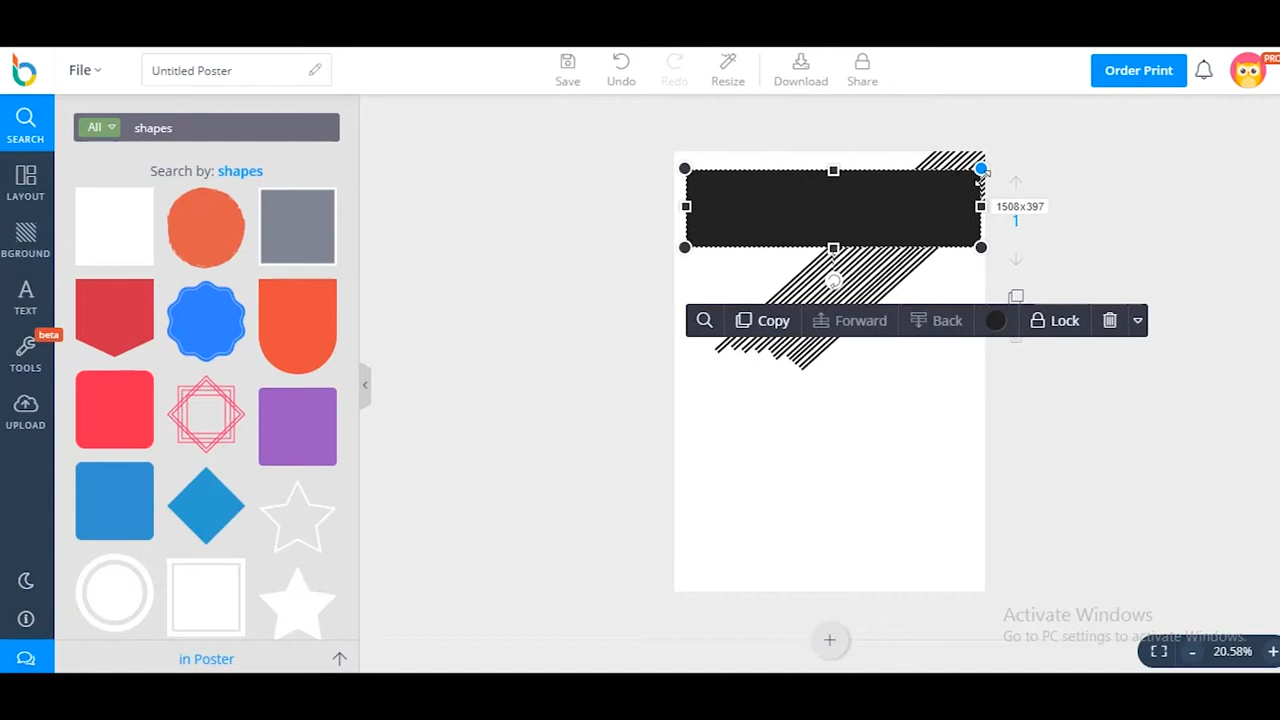 File
Untitled Poster
Save
Undo
Redo
Resize
Download
Share
Order Print
PRO
SEARCH
LAYOUT
BGROUND
TEXT
beta
TOOLS
UPLOAD
All
shapes
Search by: shapes
in Poster
1508x397
1
Copy
Forward
Back
Lock
Activate Windows
Go to PC settings to activate Windows.
- 20.58% +